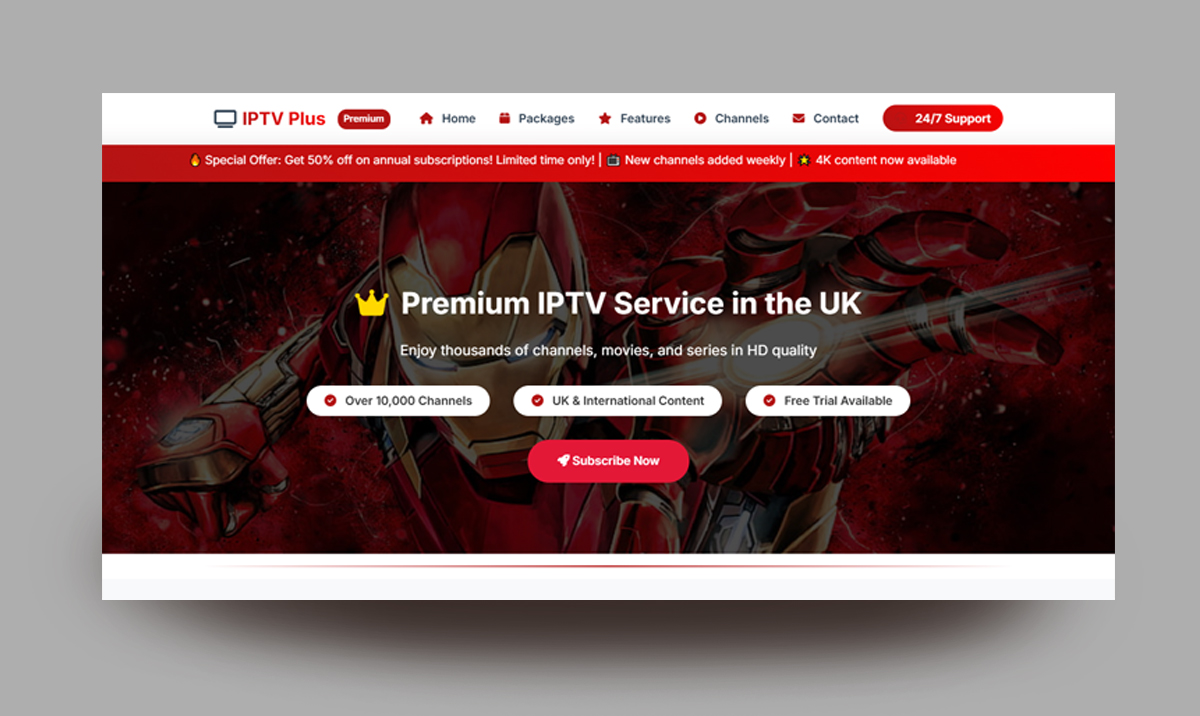 IPTV Plus Premium Home Packages Features Channels Contact 24/7 Support
Special Offer: Get 50% off on annual subscriptions! Limited time only! | 📺 New channels added weekly | 🌟 4K content now available
Premium IPTV Service in the UK
Enjoy thousands of channels, movies, and series in HD quality
Over 10,000 Channels UK & International Content Free Trial Available
Subscribe Now